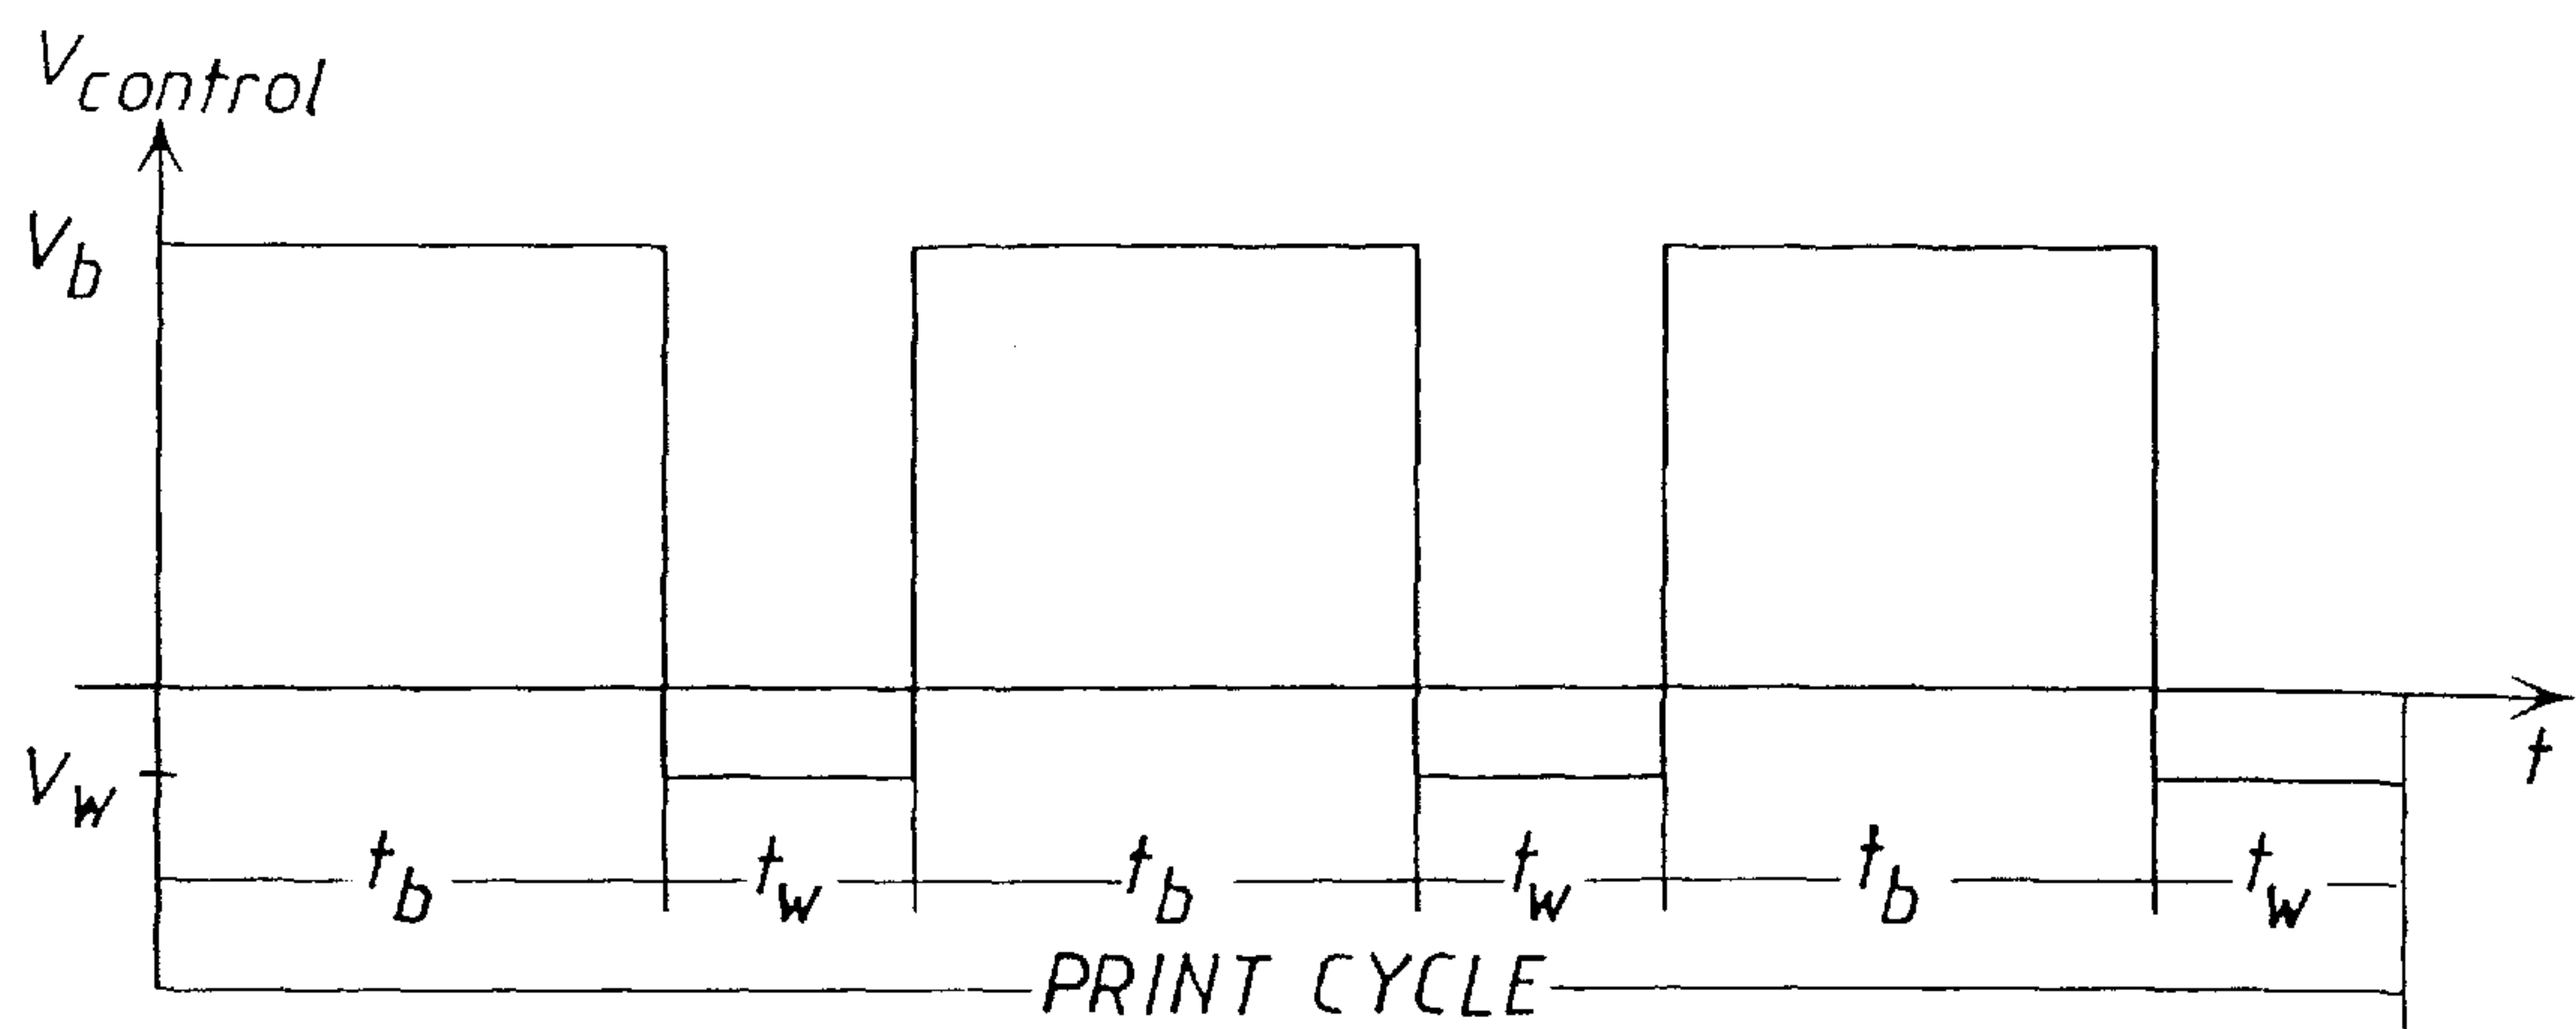 Vcontrol
Vb
Vw
t
tb tw tb tw tb tw
PRINT CYCLE